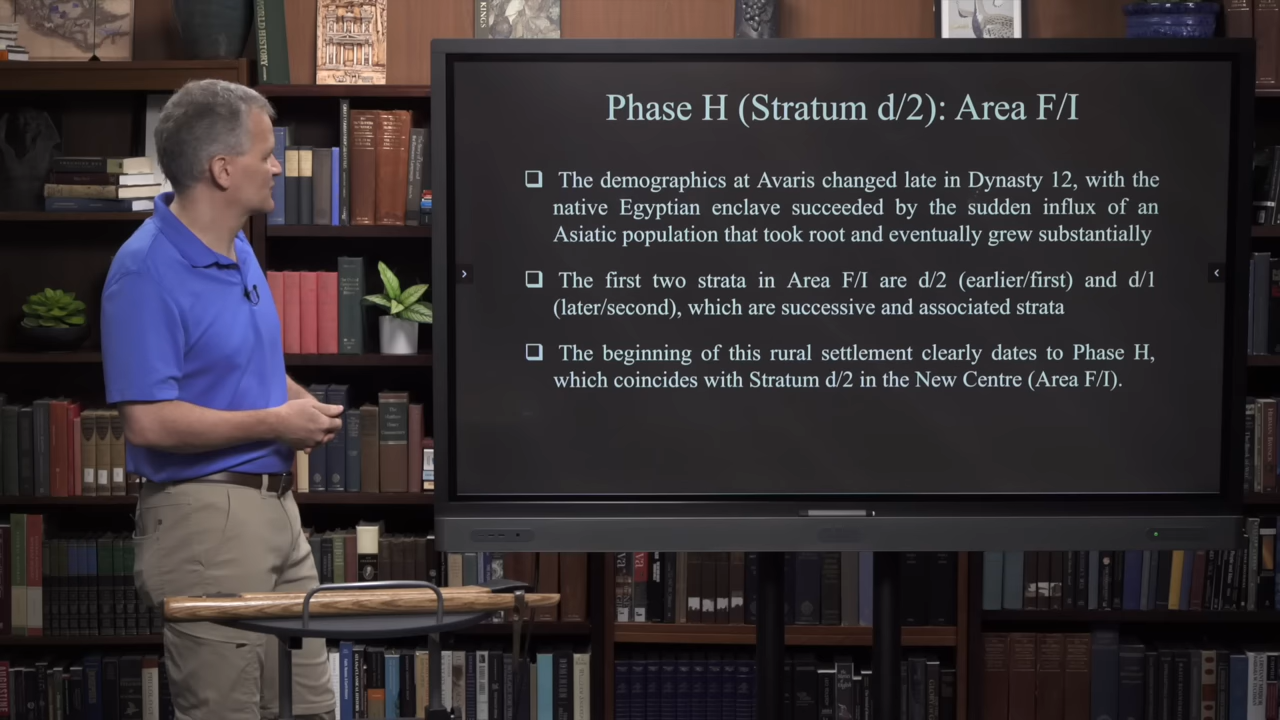 WORLD HISTORY
KINGS
Phase H (Stratum d/2): Area F/I
❑ The demographics at Avaris changed late in Dynasty 12, with the
native Egyptian enclave succeeded by the sudden influx of an
Asiatic population that took root and eventually grew substantially
❑ The first two strata in Area F/I are d/2 (earlier/first) and d/1
(later/second), which are successive and associated strata
❑ The beginning of this rural settlement clearly dates to Phase H,
which coincides with Stratum d/2 in the New Centre (Area F/I).